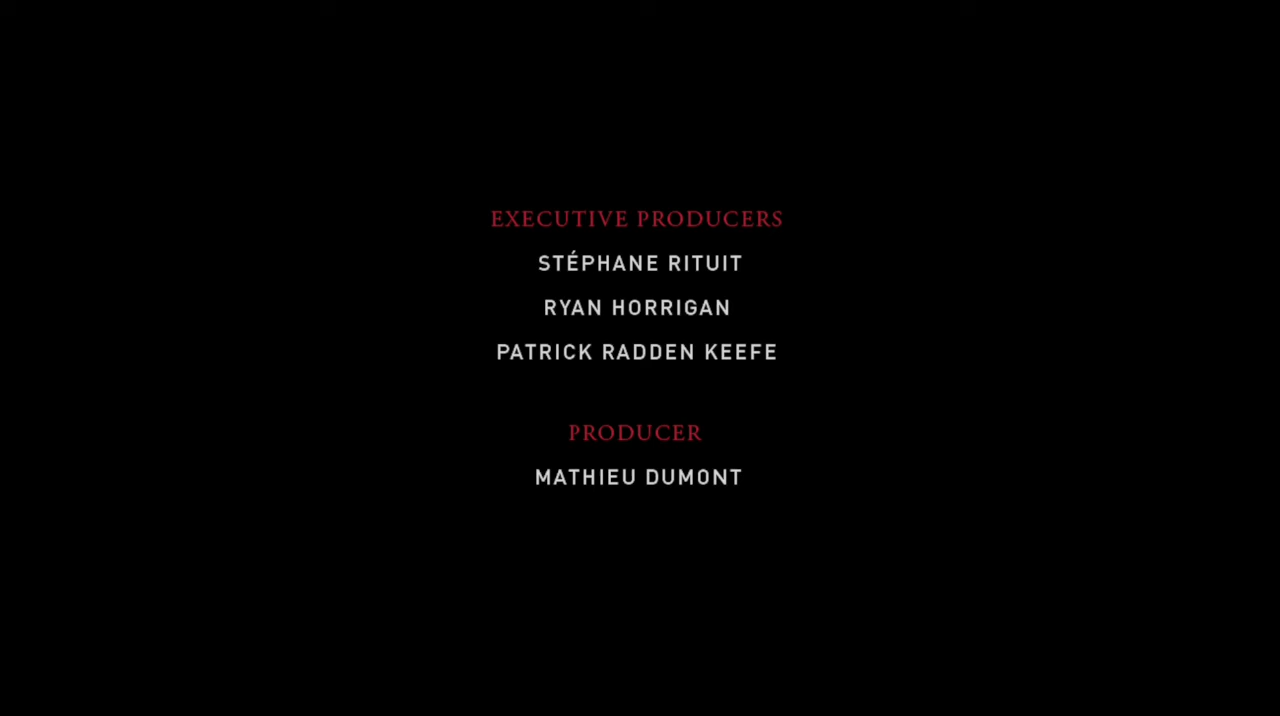 EXECUTIVE PRODUCERS
STÉPHANE RITUIT
RYAN HORRIGAN
PATRICK RADDEN KEEFE
PRODUCER
MATHIEU DUMONT